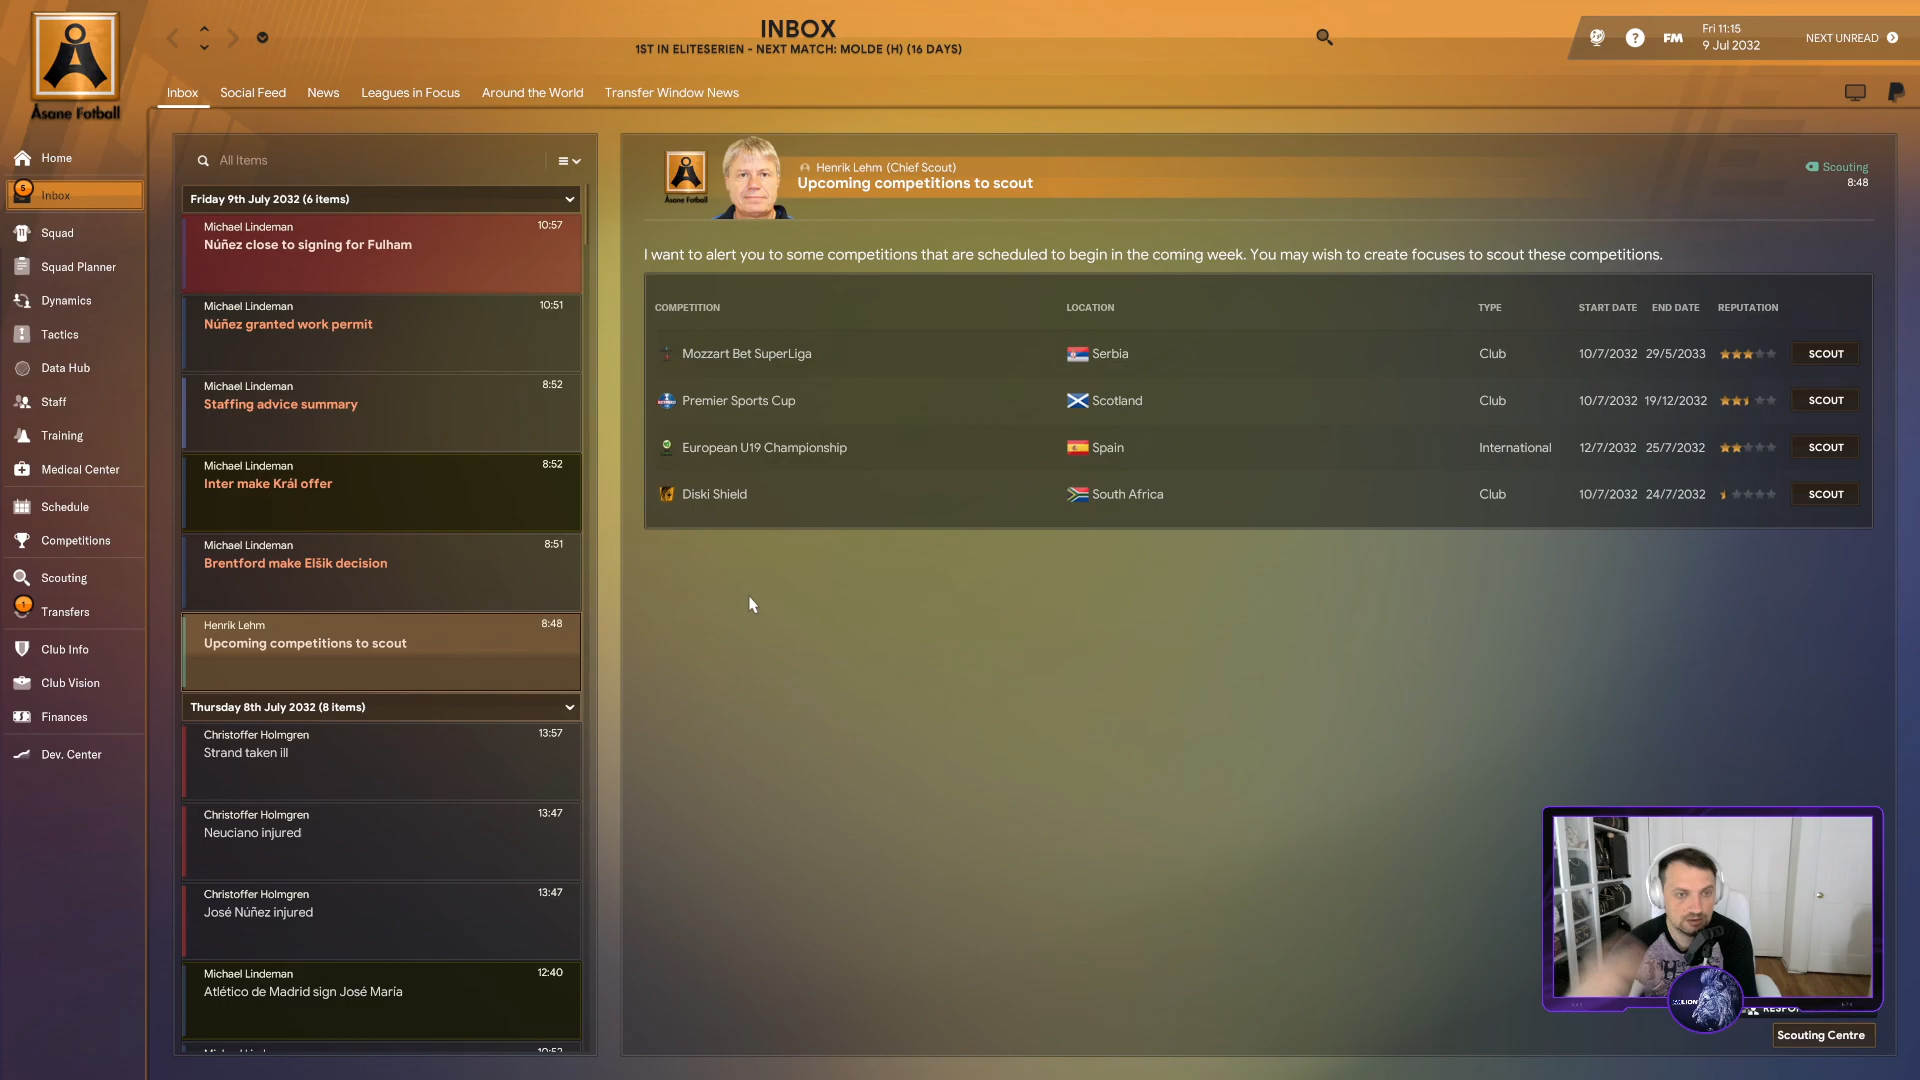 INBOX
1ST IN ELITESERIEN - NEXT MATCH: MOLDE (H) (16 DAYS)
FM
Fri 11:15
9 Jul 2032
NEXT UNREAD
Åsane Fotball
Inbox
Social Feed
News
Leagues in Focus
Around the World
Transfer Window News
Home
5
Inbox
Squad
Squad Planner
Dynamics
Tactics
Data Hub
Staff
Training
Medical Center
Schedule
Competitions
Scouting
1
Transfers
Club Info
Club Vision
Finances
Dev. Center
All Items
Friday 9th July 2032 (6 items)
Michael Lindeman 10:57
Núñez close to signing for Fulham
Michael Lindeman 10:51
Núñez granted work permit
Michael Lindeman 8:52
Staffing advice summary
Michael Lindeman 8:52
Inter make Král offer
Michael Lindeman 8:51
Brentford make Elšik decision
Henrik Lehm 8:48
Upcoming competitions to scout
Thursday 8th July 2032 (8 items)
Christoffer Holmgren 13:57
Strand taken ill
Christoffer Holmgren 13:47
Neuciano injured
Christoffer Holmgren 13:47
José Núñez injured
Michael Lindeman 12:40
Atlético de Madrid sign José María
Åsane Fotball
Henrik Lehm (Chief Scout)
Upcoming competitions to scout
Scouting
8:48
I want to alert you to some competitions that are scheduled to begin in the coming week. You may wish to create focuses to scout these competitions.
COMPETITION LOCATION TYPE START DATE END DATE REPUTATION
Mozzart Bet SuperLiga Serbia Club 10/7/2032 29/5/2033 SCOUT
Premier Sports Cup Scotland Club 10/7/2032 19/12/2032 SCOUT
European U19 Championship Spain International 12/7/2032 25/7/2032 SCOUT
Diski Shield South Africa Club 10/7/2032 24/7/2032 SCOUT
Scouting Centre